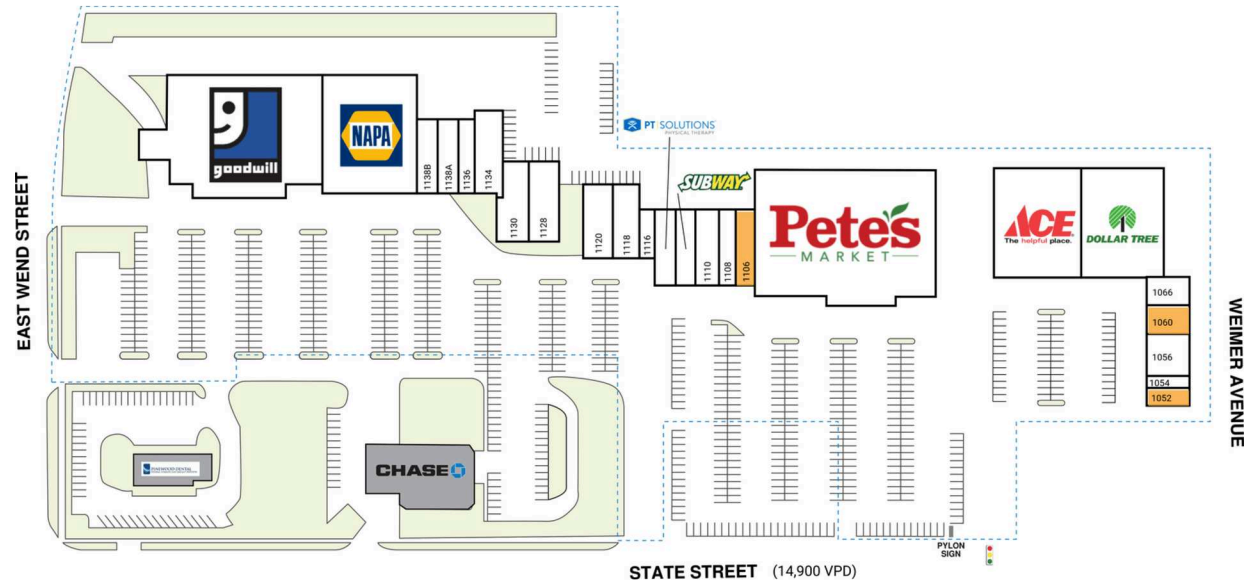 EAST WEND STREET
goodwill
NAPA
1138B
1138A
1136
1134
1130
1128
1120
1118
1116
PT SOLUTIONS
PHYSICAL THERAPY
SUBWAY
1110
1108
1106
Pete's
MARKET
ACE
The helpful place.
DOLLAR TREE
1066
1060
1056
1054
1052
WEIMER AVENUE
CHASE
PYLON
SIGN
STATE STREET (14,900 VPD)